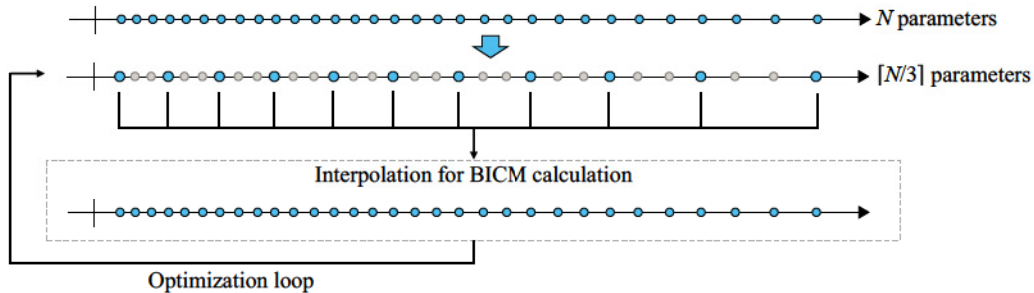 N parameters
⌈N/3⌉ parameters
Interpolation for BICM calculation
Optimization loop